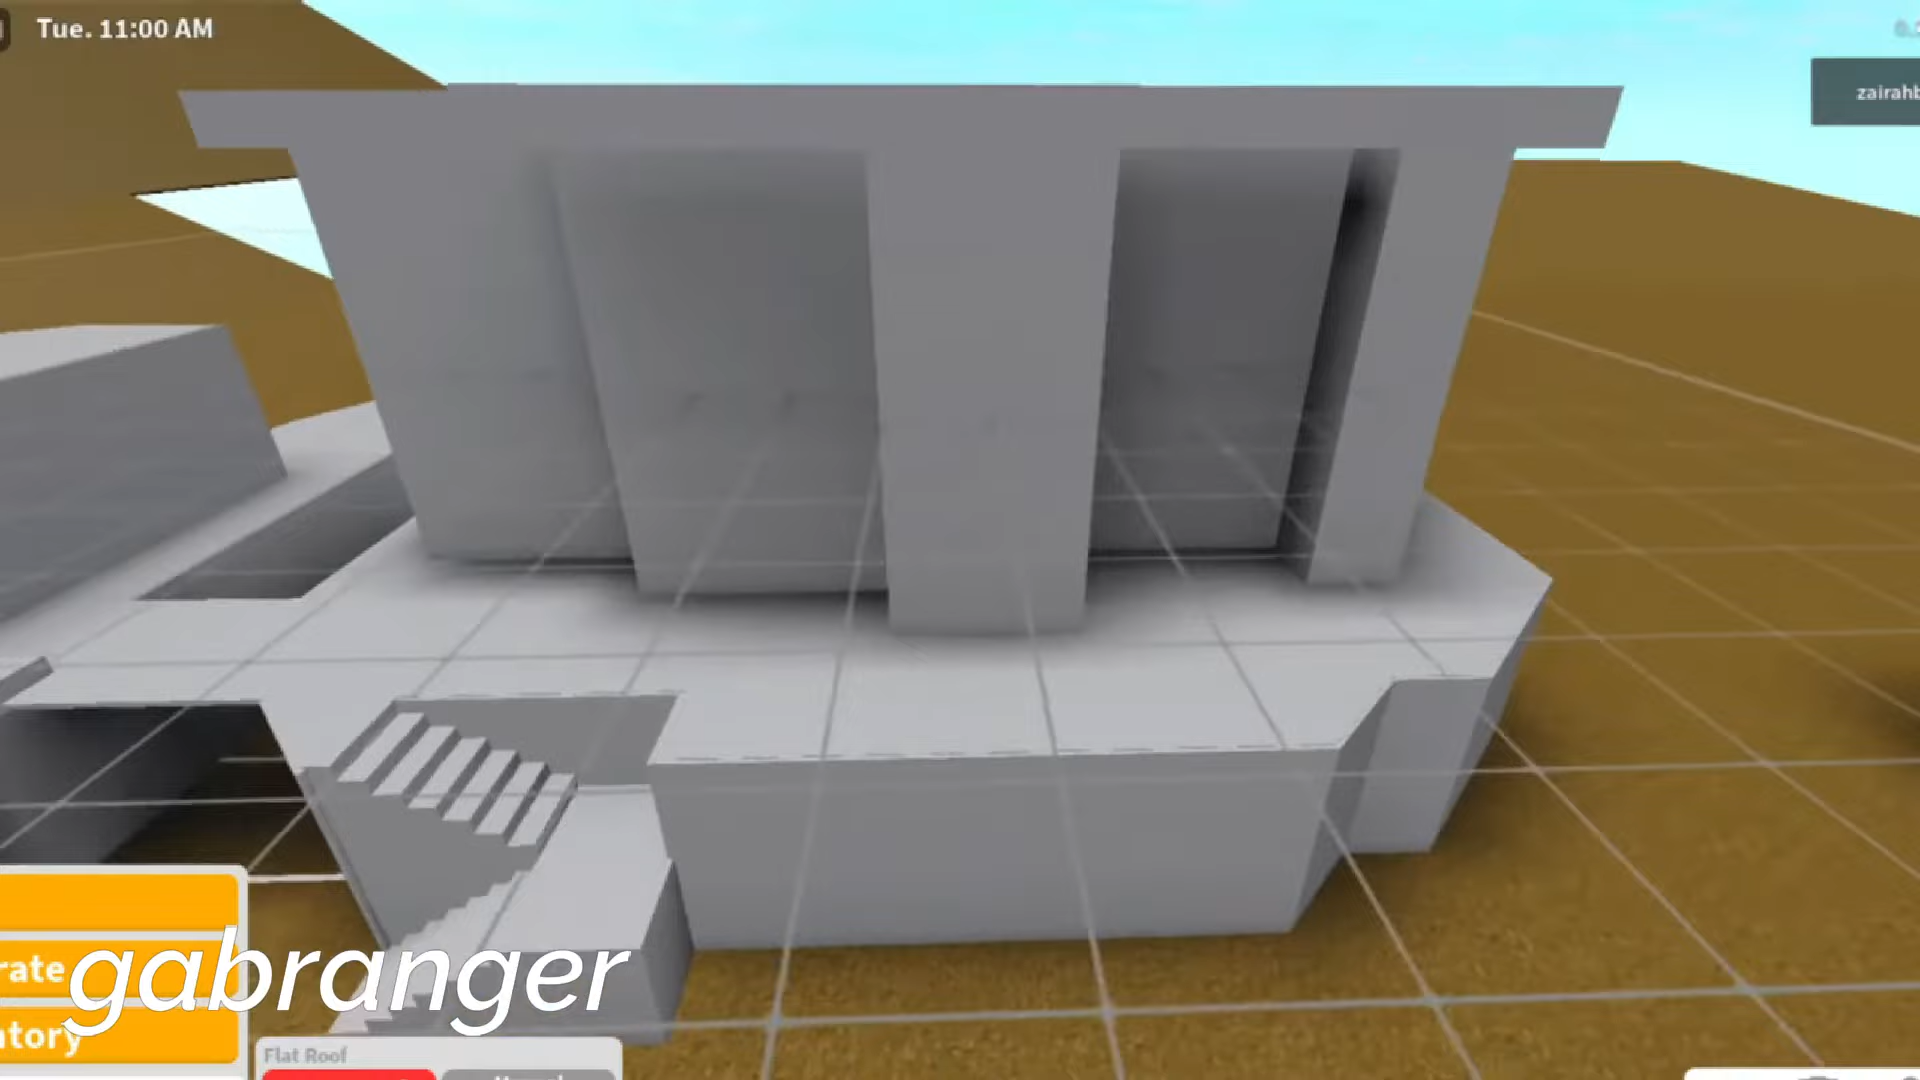 Tue. 11:00 AM
zairahb
rate
gabranger
tory
Flat Roof